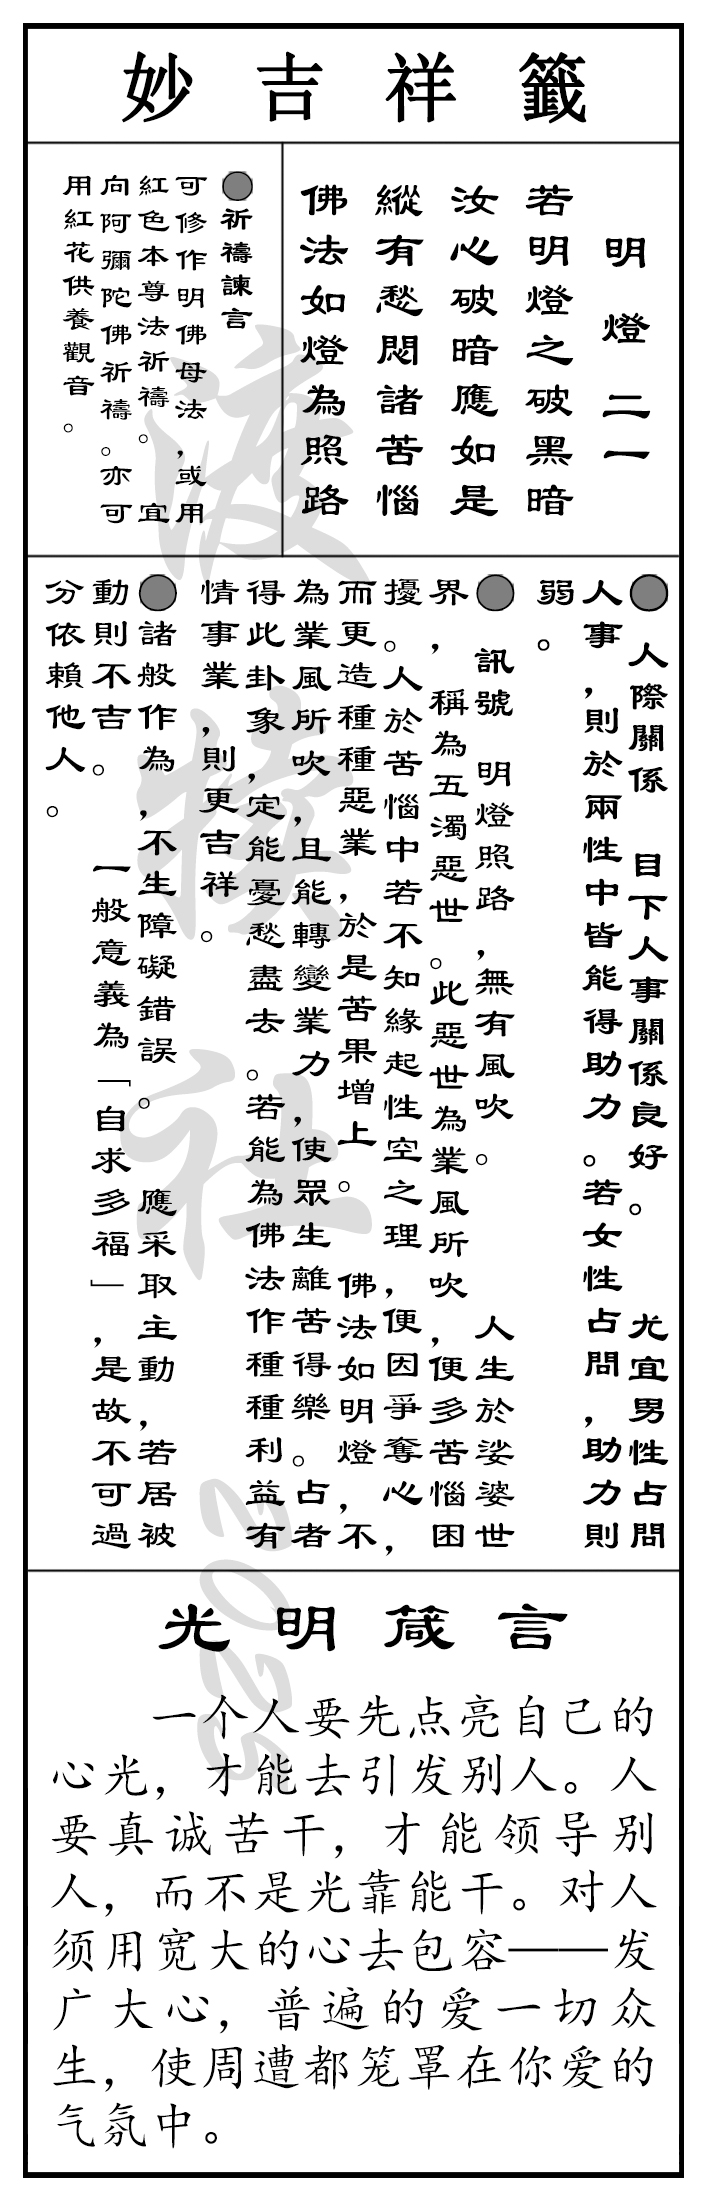 妙吉祥籤
明燈 二一
若明燈之破黑暗
汝心破暗應如是
縱有愁悶諸苦惱
佛法如燈為照路
●祈禱諫言
可修作明佛母法,或用
紅色本尊法祈禱。宜
向阿彌陀佛祈禱。亦可
用紅花供養觀音。
● 人際關係 目下人事關係良好。 尤宜男性占問
人事,則於兩性中皆能得助力。若女性占問,助力則
弱。
● 訊號 明燈照路,無有風吹。 人生於娑婆世
界,稱為五濁惡世。此惡世為業風所吹,便多苦惱困
擾。人於苦惱中若不知緣起性空之理,便因爭奪心,
而更造種種惡業,於是苦果增上。 佛法如明燈,不
為業風所吹,且能轉變業力,使眾生離苦得樂。占者
得此卦象,定能憂愁盡去。若能為佛法作種種利益有
情事業,則更吉祥。
●諸般作為,不生障礙錯誤。 應采取主動,若居被
動則不吉。 一般意義為「自求多福」,是故不可過
分依賴他人。
光明箴言
一个人要先点亮自己的
心光，才能去引发别人。人
要真诚苦干，才能领导别
人，而不是光靠能干。对人
须用宽大的心去包容——发
广大心，普遍的爱一切众
生，使周遭都笼罩在你爱的
气氛中。
渡犊社 2025